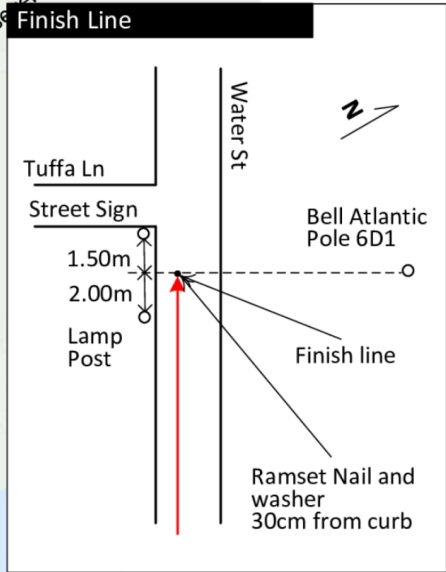 Finish Line
Water St
N
Tuffa Ln
Street Sign
Bell Atlantic
Pole 6D1
1.50m
2.00m
Lamp
Post
Finish line
Ramset Nail and
washer
30cm from curb